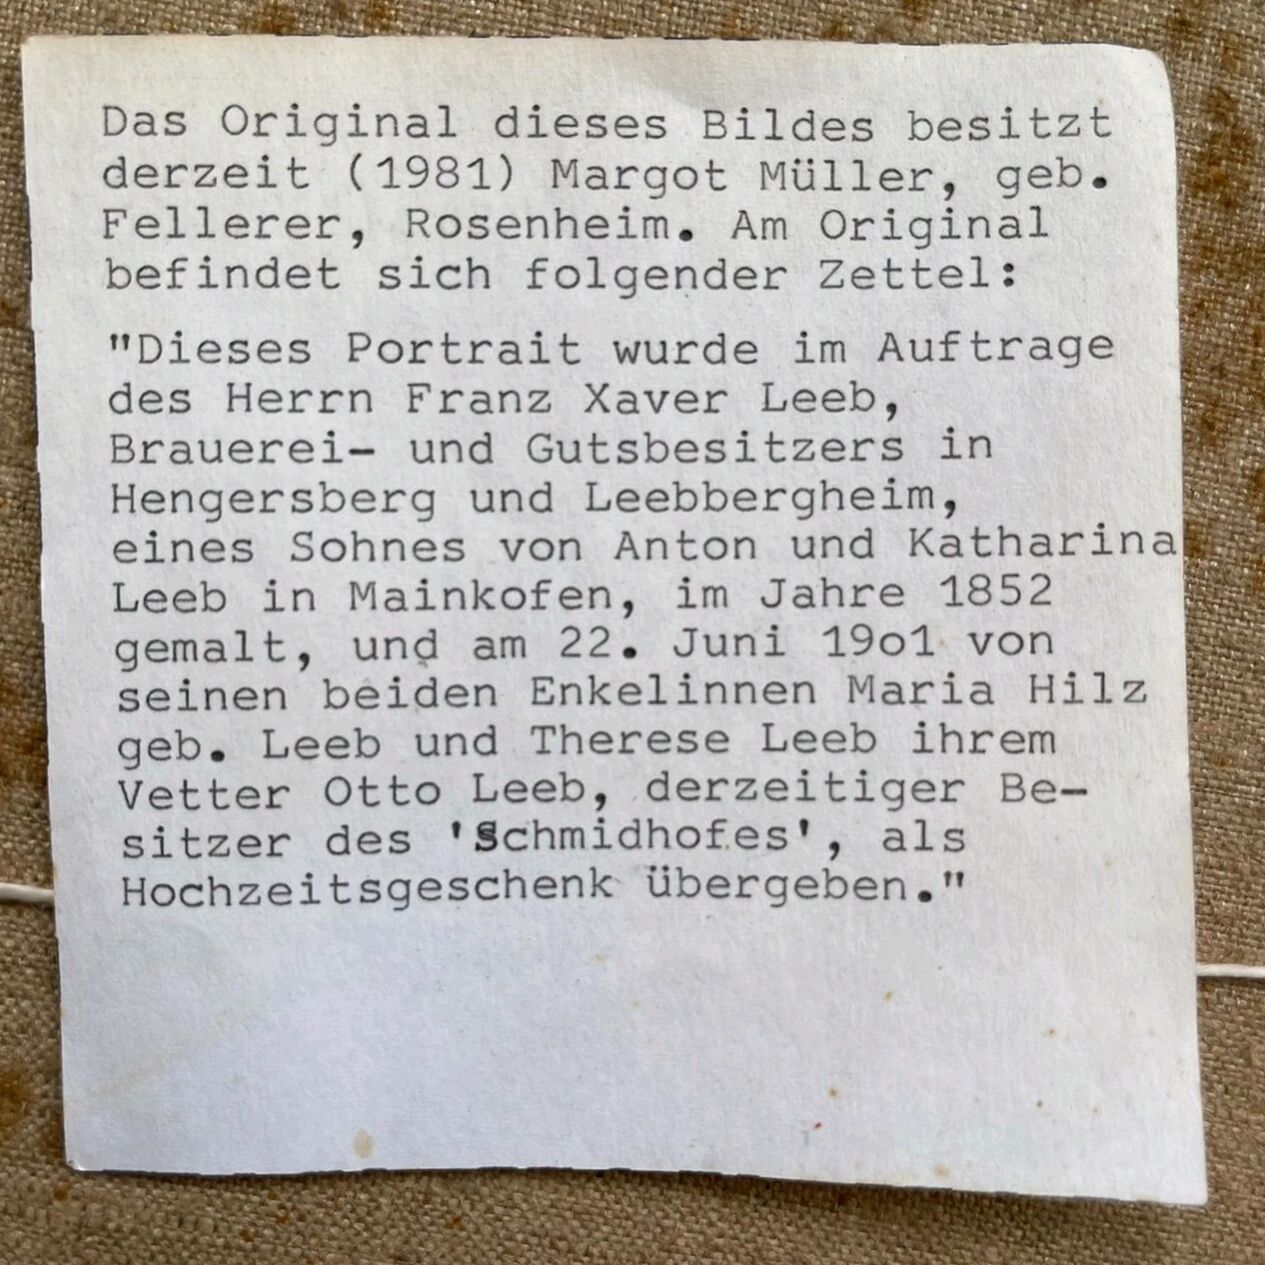 Das Original dieses Bildes besitzt
derzeit (1981) Margot Müller, geb.
Fellerer, Rosenheim. Am Original
befindet sich folgender Zettel:
"Dieses Portrait wurde im Auftrage
des Herrn Franz Xaver Leeb,
Brauerei- und Gutsbesitzers in
Hengersberg und Leebbergheim,
eines Sohnes von Anton und Katharina
Leeb in Mainkofen, im Jahre 1852
gemalt, und am 22. Juni 19o1 von
seinen beiden Enkelinnen Maria Hilz
geb. Leeb und Therese Leeb ihrem
Vetter Otto Leeb, derzeitiger Be-
sitzer des 'Schmidhofes', als
Hochzeitsgeschenk übergeben."